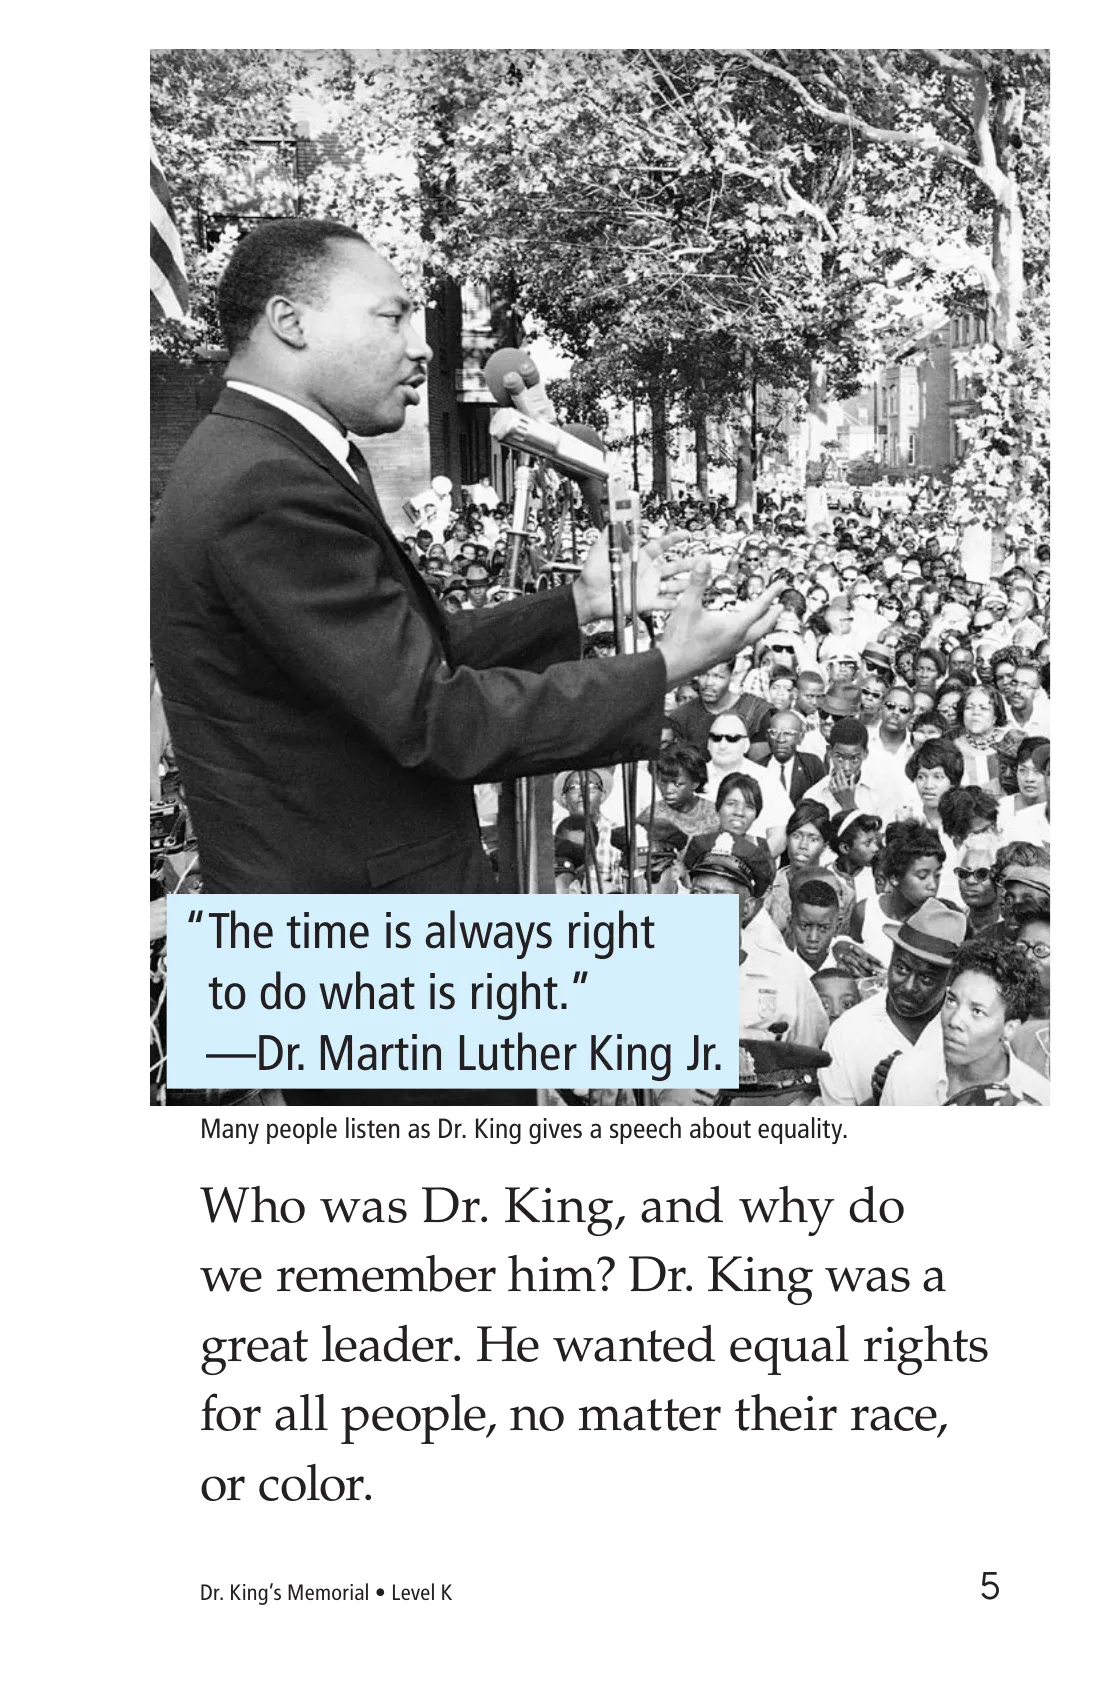 “The time is always right
to do what is right.”
—Dr. Martin Luther King Jr.
Many people listen as Dr. King gives a speech about equality.
Who was Dr. King, and why do
we remember him? Dr. King was a
great leader. He wanted equal rights
for all people, no matter their race,
or color.
Dr. King’s Memorial • Level K
5